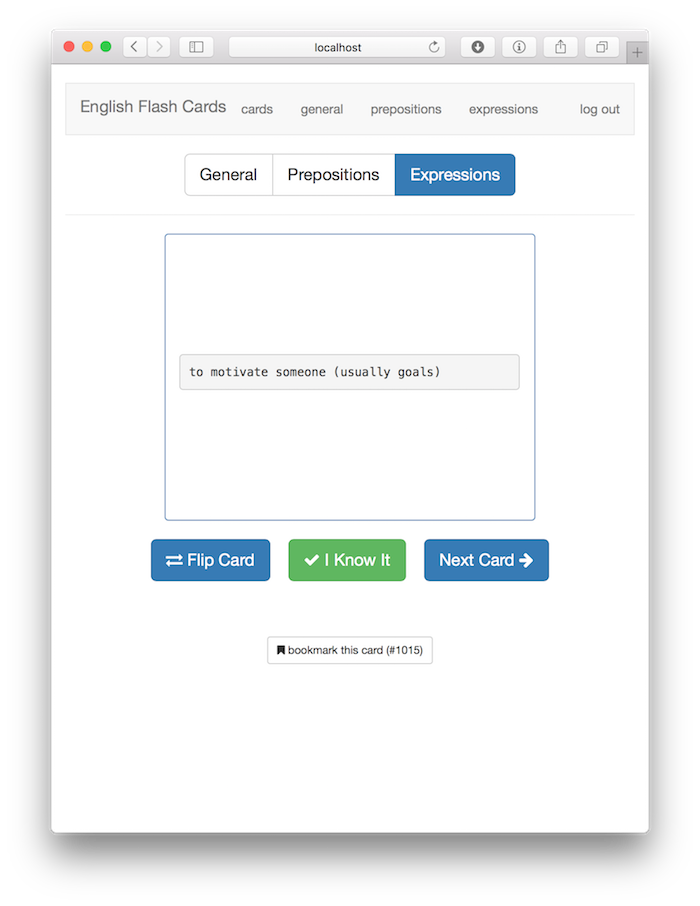 localhost
English Flash Cards cards general prepositions expressions log out
General Prepositions Expressions
to motivate someone (usually goals)
Flip Card I Know It Next Card
bookmark this card (#1015)